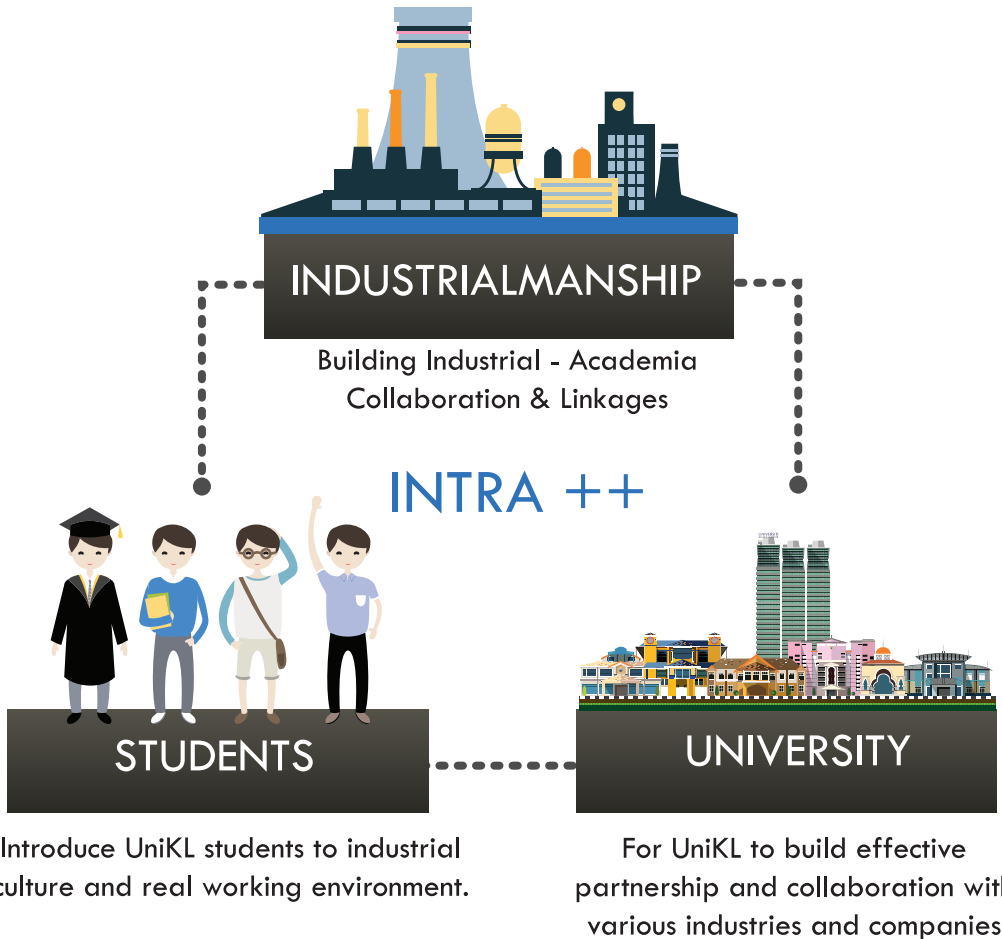 INDUSTRIALMANSHIP
Building Industrial - Academia
Collaboration & Linkages
INTRA ++
STUDENTS
Introduce UniKL students to industrial
culture and real working environment.
UNIVERSITY
For UniKL to build effective
partnership and collaboration with
various industries and companies